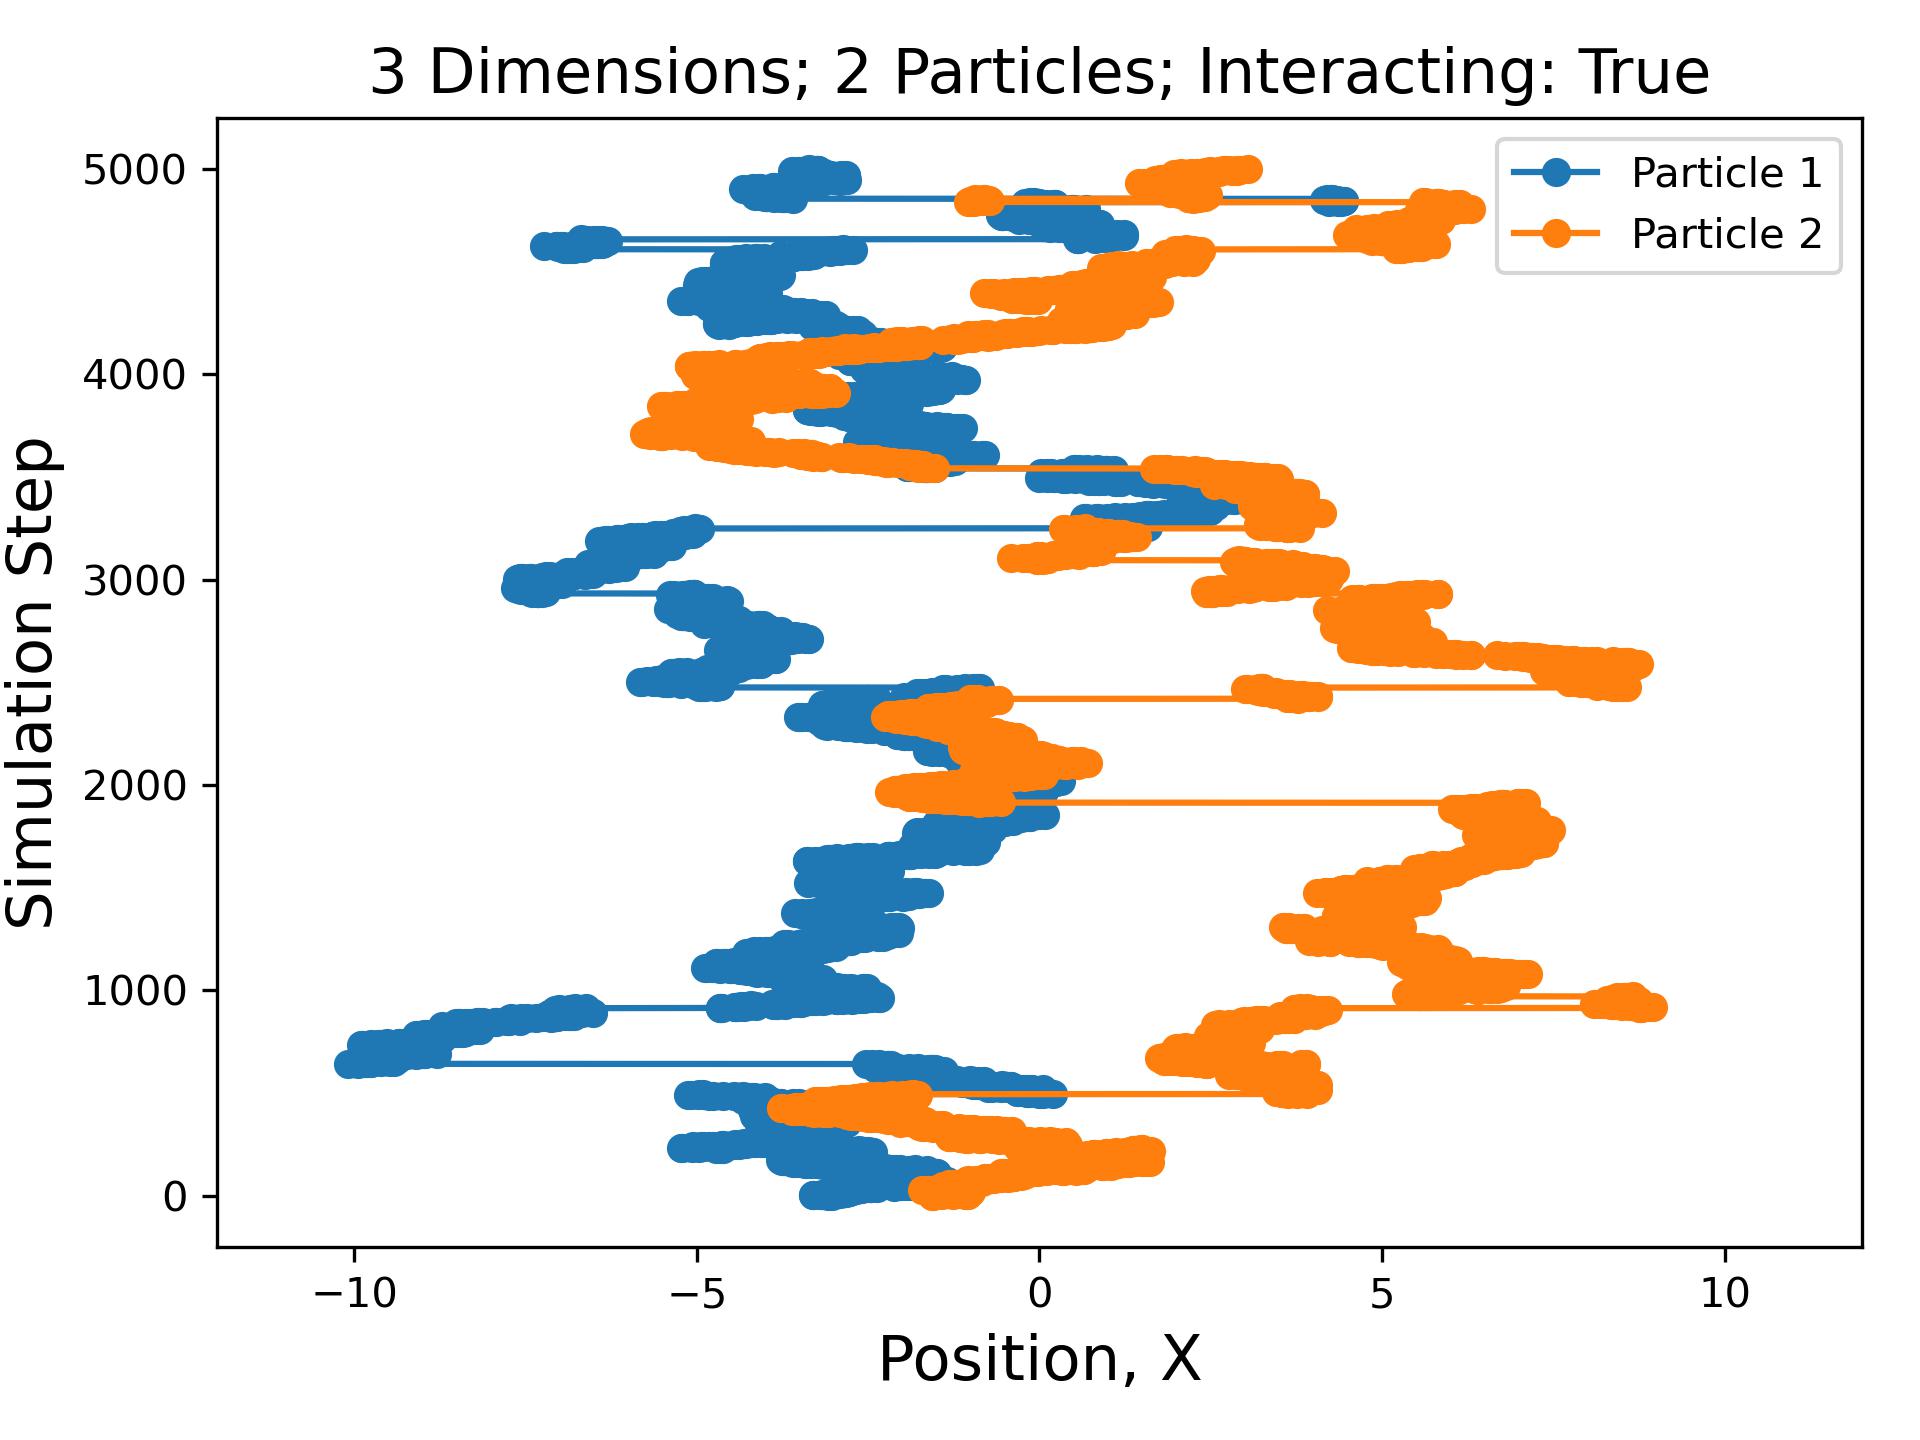 3 Dimensions; 2 Particles; Interacting: True
Particle 1
Particle 2
Simulation Step
5000
4000
3000
2000
1000
0
−10
−5
0
5
10
Position, X